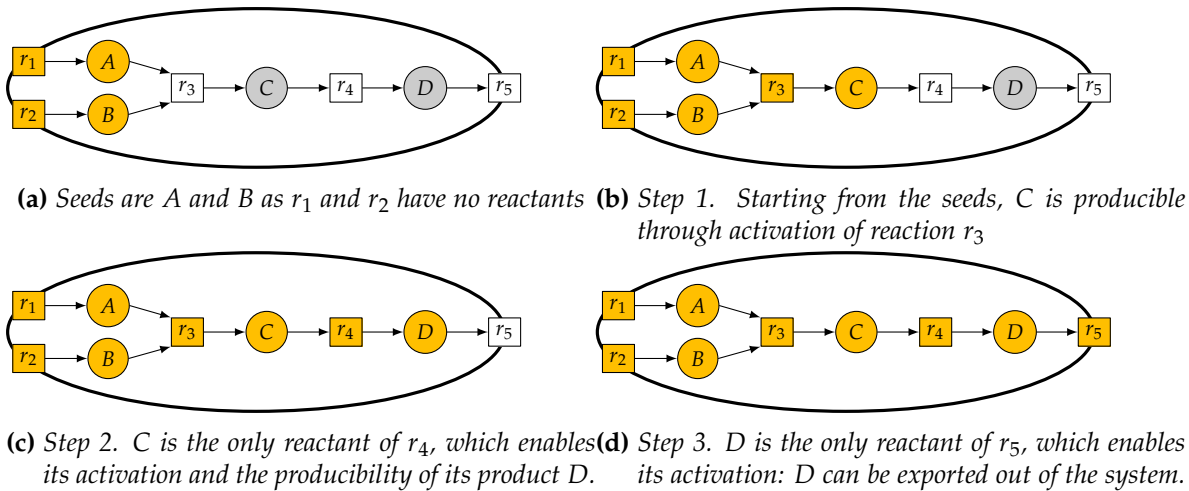 r1 A r3 C r4 D r5
r2 B
(a) Seeds are A and B as r1 and r2 have no reactants
r1 A r3 C r4 D r5
r2 B
(b) Step 1. Starting from the seeds, C is producible
through activation of reaction r3
r1 A r3 C r4 D r5
r2 B
(c) Step 2. C is the only reactant of r4, which enables
its activation and the producibility of its product D.
r1 A r3 C r4 D r5
r2 B
(d) Step 3. D is the only reactant of r5, which enables
its activation: D can be exported out of the system.